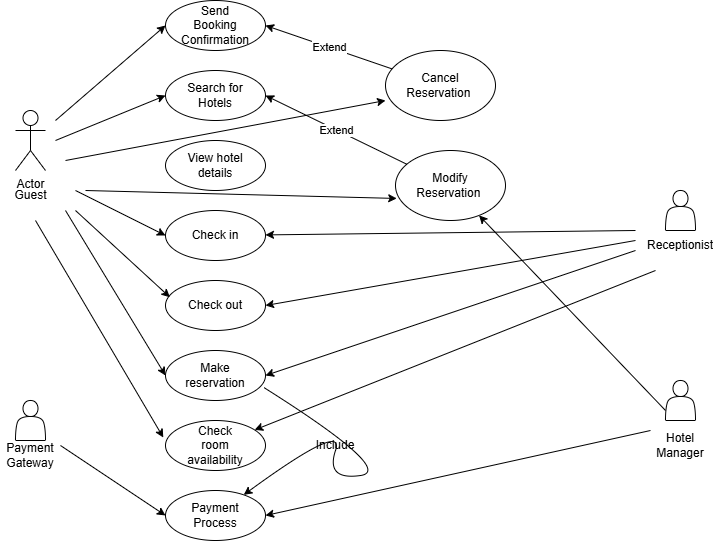 Send
Booking
Confirmation
Extend
Cancel
Reservation
Search for
Hotels
Extend
View hotel
details
Modify
Reservation
Actor
Guest
Check in
Receptionist
Check out
Make
reservation
Check
room
availability
Include
Payment
Gateway
Hotel
Manager
Payment
Process